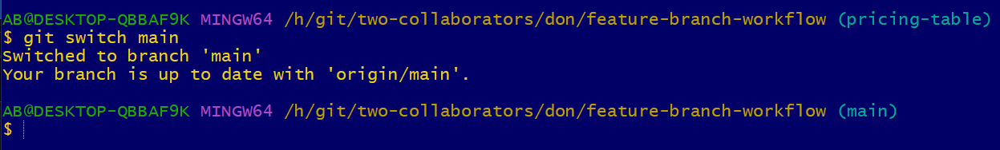 AB@DESKTOP-QBBAF9K MINGW64 /h/git/two-collaborators/don/feature-branch-workflow (pricing-table)
$ git switch main
Switched to branch 'main'
Your branch is up to date with 'origin/main'.
AB@DESKTOP-QBBAF9K MINGW64 /h/git/two-collaborators/don/feature-branch-workflow (main)
$